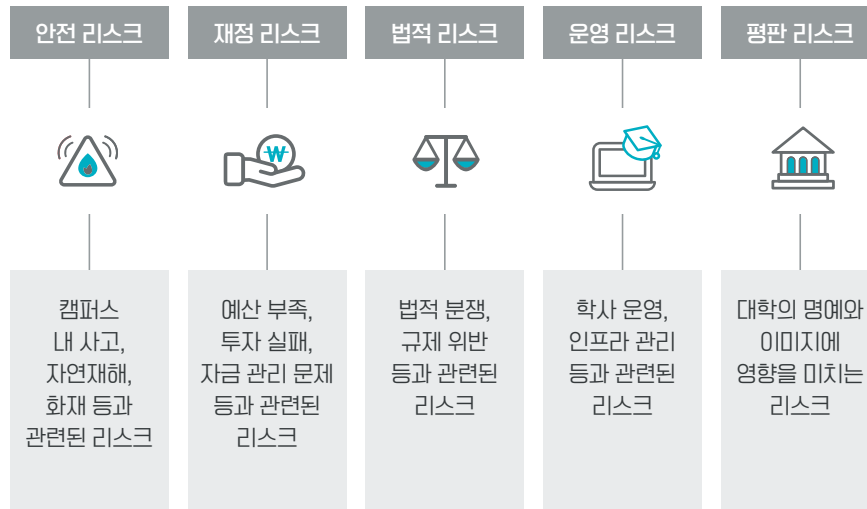 안전 리스크
재정 리스크
법적 리스크
운영 리스크
평판 리스크
₩
캠퍼스
내 사고,
자연재해,
화재 등과
관련된 리스크
예산 부족,
투자 실패,
자금 관리 문제
등과 관련된
리스크
법적 분쟁,
규제 위반
등과 관련된
리스크
학사 운영,
인프라 관리
등과 관련된
리스크
대학의 명예와
이미지에
영향을 미치는
리스크